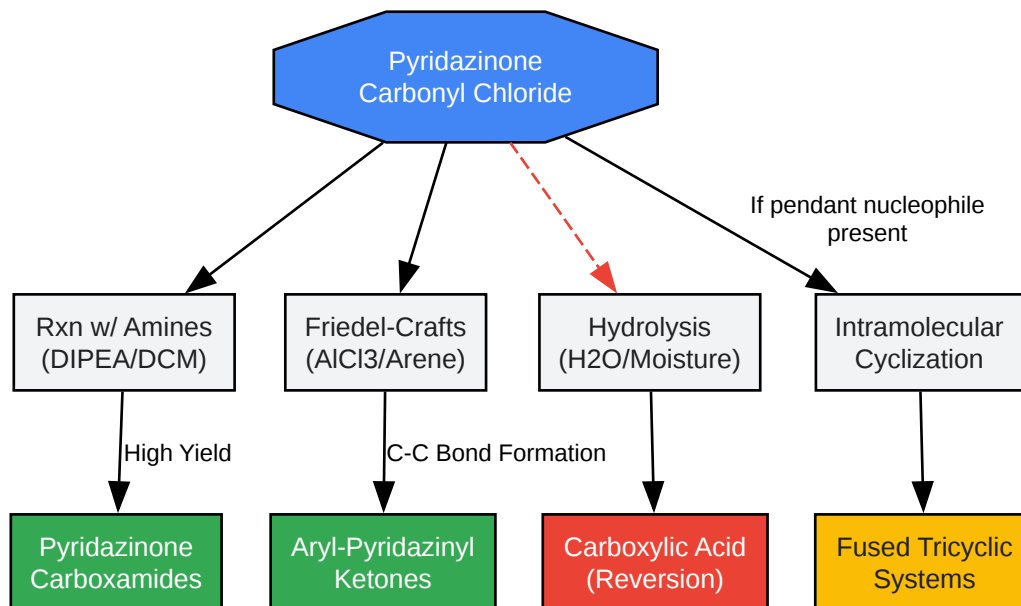 Pyridazinone
Carbonyl Chloride
If pendant nucleophile
present
Rxn w/ Amines
(DIPEA/DCM)
Friedel-Crafts
(AlCl3/Arene)
Hydrolysis
(H2O/Moisture)
Intramolecular
Cyclization
High Yield
C-C Bond Formation
Pyridazinone
Carboxamides
Aryl-Pyridazinyl
Ketones
Carboxylic Acid
(Reversion)
Fused Tricyclic
Systems